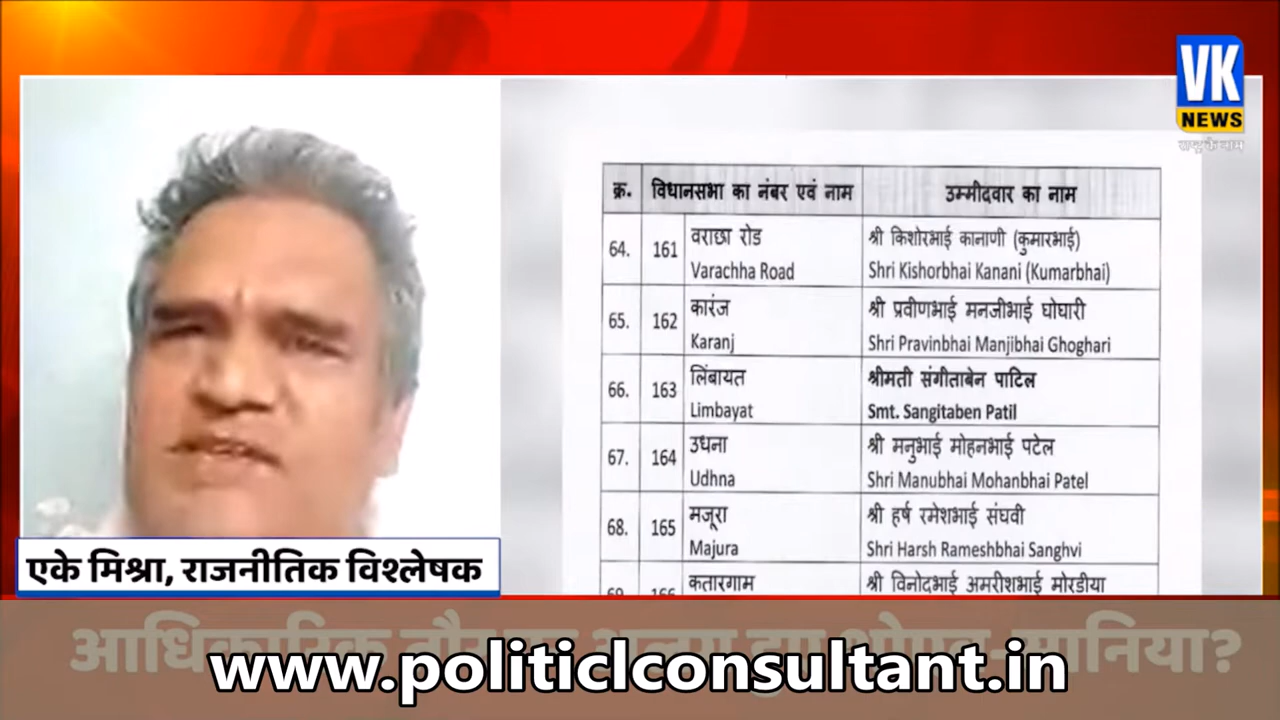 VK
NEWS
राष्ट्र के नाम
क्र. विधानसभा का नंबर एवं नाम उम्मीदवार का नाम
64. 161 वराछा रोड श्री किशोरभाई कानाणी (कुमारभाई)
Varachha Road Shri Kishorbhai Kanani (Kumarbhai)
65. 162 कारंज श्री प्रवीणभाई मनजीभाई घोघारी
Karanj Shri Pravinbhai Manjibhai Ghoghari
66. 163 लिंबायत श्रीमती संगीताबेन पाटिल
Limbayat Smt. Sangitaben Patil
67. 164 उधना श्री मनुभाई मोहनभाई पटेल
Udhna Shri Manubhai Mohanbhai Patel
68. 165 मजूरा श्री हर्ष रमेशभाई संघवी
Majura Shri Harsh Rameshbhai Sanghvi
कतारगाम श्री विनोदभाई अमरीशभाई मोरडीया
एके मिश्रा, राजनीतिक विश्लेषक
www.politiclconsultant.in